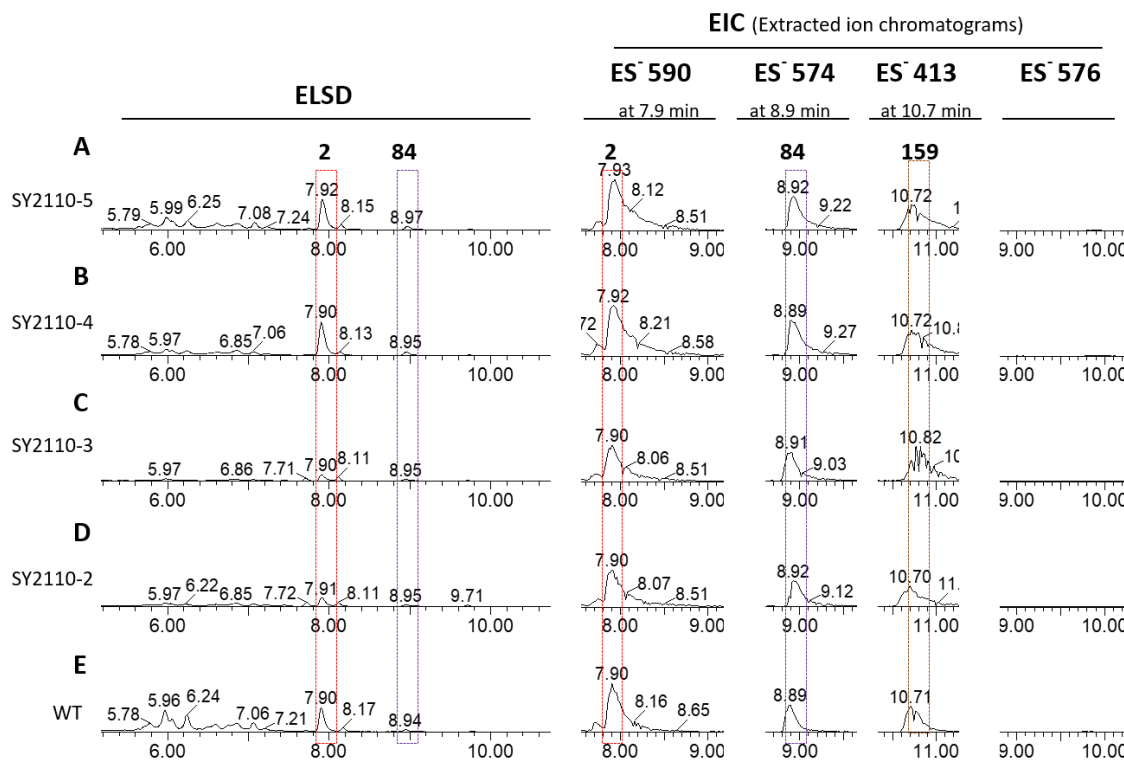 EIC (Extracted ion chromatograms)
ES⁻ 590 ES⁻ 574 ES⁻ 413 ES⁻ 576
ELSD
at 7.9 min at 8.9 min at 10.7 min
A 2 84 2 84 159
SY2110-5
5.79 5.99 6.25 7.08 7.24 7.92 8.15 8.97 7.93 8.12 8.51 8.92 9.22 10.72 1
6.00 8.00 10.00 8.00 9.00 9.00 11.00 9.00 10.00
B
SY2110-4
5.78 5.97 6.85 7.06 7.90 8.13 8.95 72 7.92 8.21 8.58 8.89 9.27 10.72 10.8
6.00 8.00 10.00 8.00 9.00 9.00 11.00 9.00 10.00
C
SY2110-3
5.97 6.86 7.71 7.90 8.11 8.95 7.90 8.06 8.51 8.91 9.03 10.82 10
6.00 8.00 10.00 8.00 9.00 9.00 11.00 9.00 10.00
D
SY2110-2
5.97 6.22 6.85 7.72 7.91 8.11 8.95 9.71 7.90 8.07 8.51 8.92 9.12 10.70 11.
6.00 8.00 10.00 8.00 9.00 9.00 11.00 9.00 10.00
E
WT
5.78 5.96 6.24 7.06 7.21 7.90 8.17 8.94 7.90 8.16 8.65 8.89 10.71
6.00 8.00 10.00 8.00 9.00 9.00 11.00 9.00 10.00